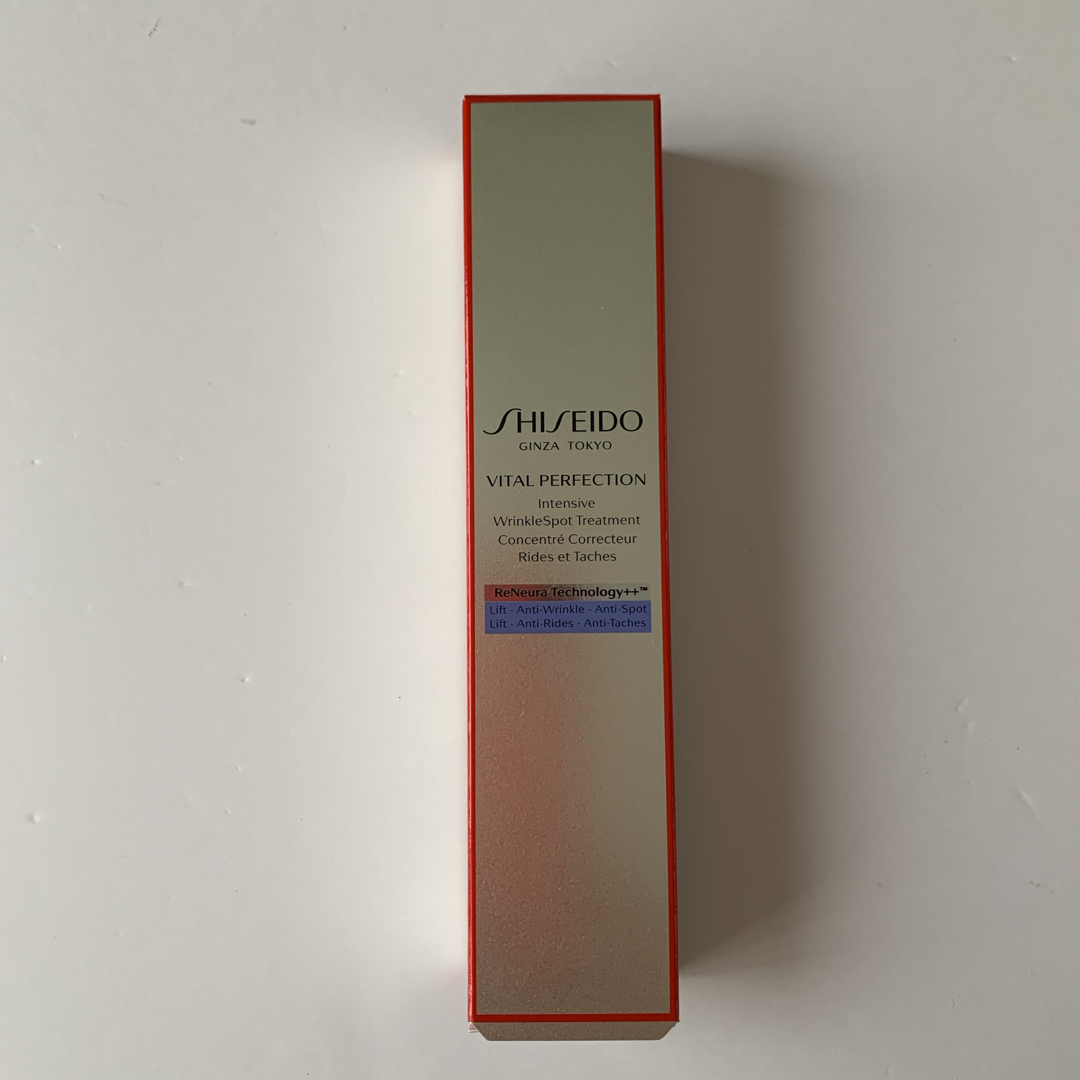 SHISEIDO
GINZA TOKYO
VITAL PERFECTION
Intensive
WrinkleSpot Treatment
Concentré Correcteur
Rides et Taches
ReNeura Technology++™
Lift - Anti-Wrinkle - Anti-Spot
Lift - Anti-Rides - Anti-Taches